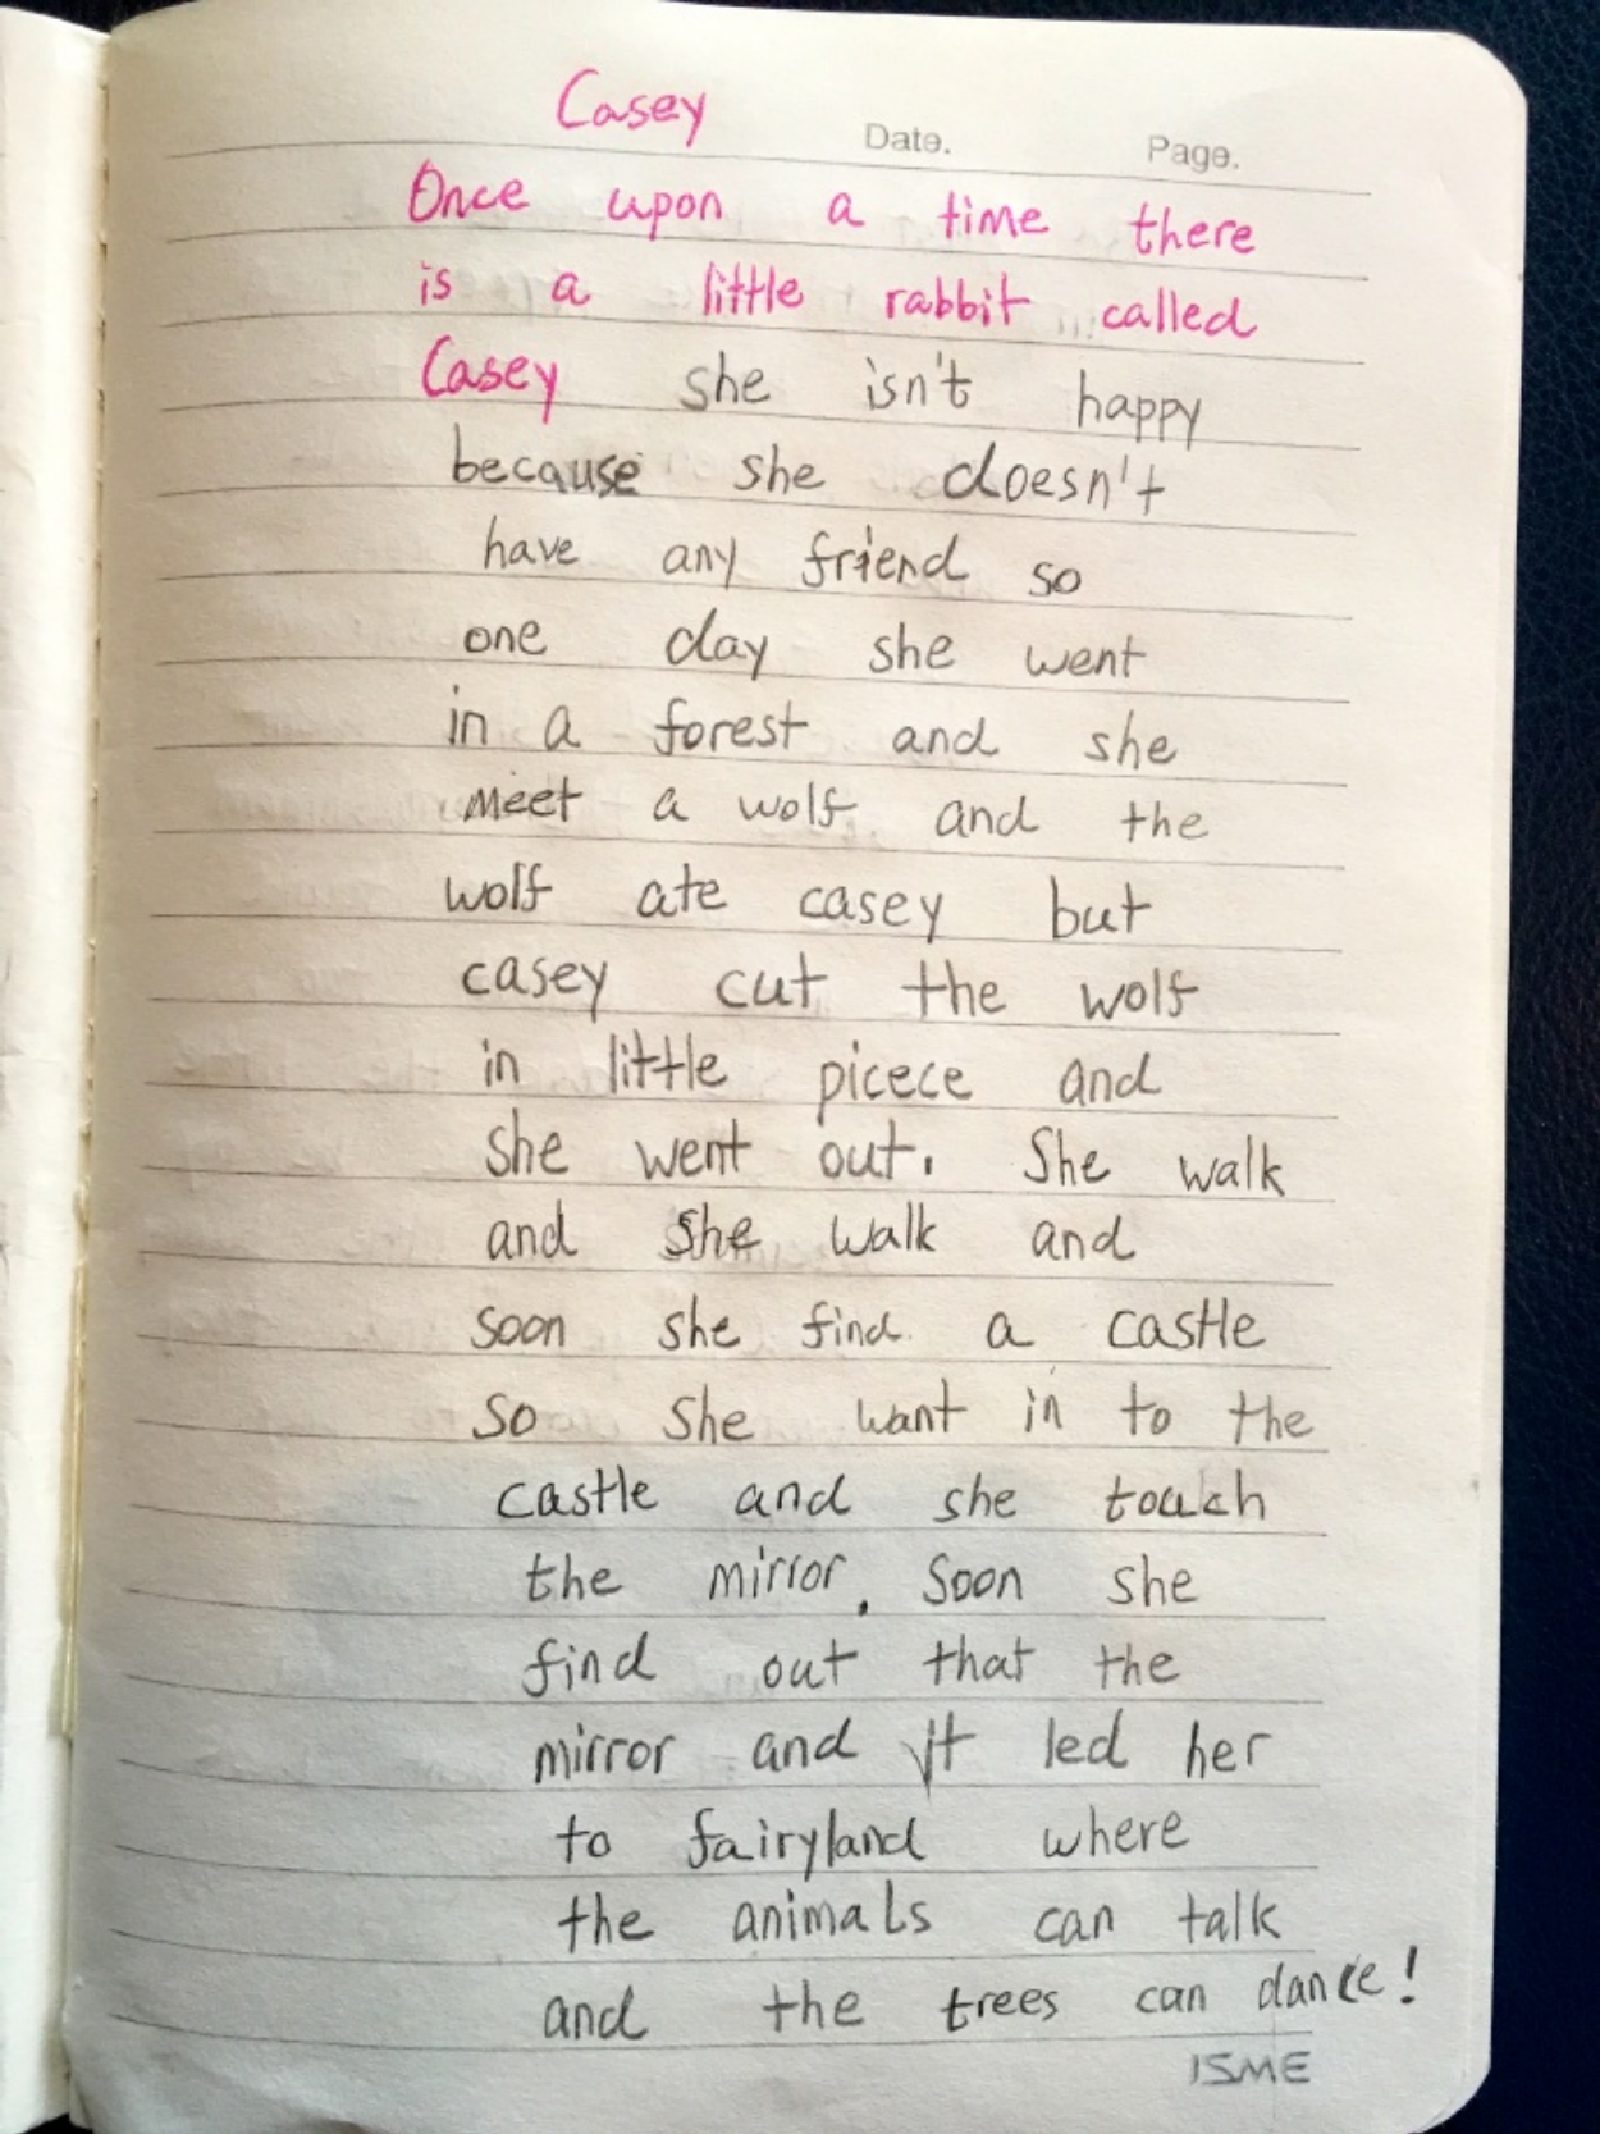 Casey
Date. Page.
Once upon a time there
is a little rabbit called
Casey she isn't happy
because she doesn't
have any friend so
one day she went
in a forest and she
meet a wolf and the
wolf ate casey but
casey cut the wolf
in little picece and
she went out. She walk
and She walk and
soon she find a castle
so she want in to the
castle and she touch
the mirror. Soon she
find out that the
mirror and it led her
to fairyland where
the animals can talk
and the trees can dance!
ISME